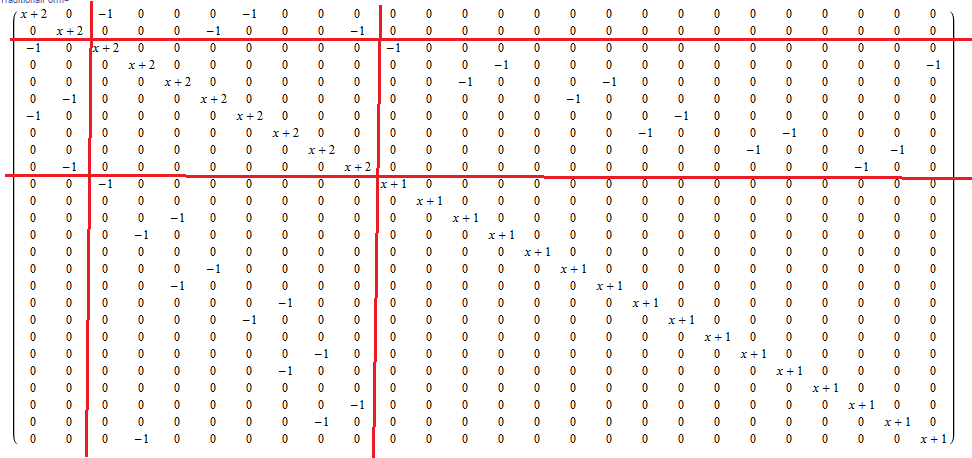 x+2 0 −1 0 0 0 −1 0 0 0 0 0 0 0 0 0 0 0 0 0 0 0 0 0 0 0
0 x+2 0 0 0 −1 0 0 0 −1 0 0 0 0 0 0 0 0 0 0 0 0 0 0 0 0
−1 0 x+2 0 0 0 0 0 0 0 −1 0 0 0 0 0 0 0 0 0 0 0 0 0 0 0
0 0 0 x+2 0 0 0 0 0 0 0 0 0 −1 0 0 0 0 0 0 0 0 0 0 0 −1
0 0 0 0 x+2 0 0 0 0 0 0 0 −1 0 0 0 −1 0 0 0 0 0 0 0 0 0
0 −1 0 0 0 x+2 0 0 0 0 0 0 0 0 0 −1 0 0 0 0 0 0 0 0 0 0
−1 0 0 0 0 0 x+2 0 0 0 0 0 0 0 0 0 0 0 −1 0 0 0 0 0 0 0
0 0 0 0 0 0 0 x+2 0 0 0 0 0 0 0 0 0 −1 0 0 0 −1 0 0 0 0
0 0 0 0 0 0 0 0 x+2 0 0 0 0 0 0 0 0 0 0 0 −1 0 0 0 −1 0
0 −1 0 0 0 0 0 0 0 x+2 0 0 0 0 0 0 0 0 0 0 0 0 0 −1 0 0
0 0 −1 0 0 0 0 0 0 0 x+1 0 0 0 0 0 0 0 0 0 0 0 0 0 0 0
0 0 0 0 0 0 0 0 0 0 0 x+1 0 0 0 0 0 0 0 0 0 0 0 0 0 0
0 0 0 0 −1 0 0 0 0 0 0 0 x+1 0 0 0 0 0 0 0 0 0 0 0 0 0
0 0 0 −1 0 0 0 0 0 0 0 0 0 x+1 0 0 0 0 0 0 0 0 0 0 0 0
0 0 0 0 0 0 0 0 0 0 0 0 0 0 x+1 0 0 0 0 0 0 0 0 0 0 0
0 0 0 0 0 −1 0 0 0 0 0 0 0 0 0 x+1 0 0 0 0 0 0 0 0 0 0
0 0 0 0 −1 0 0 0 0 0 0 0 0 0 0 0 x+1 0 0 0 0 0 0 0 0 0
0 0 0 0 0 0 0 −1 0 0 0 0 0 0 0 0 0 x+1 0 0 0 0 0 0 0 0
0 0 0 0 0 0 −1 0 0 0 0 0 0 0 0 0 0 0 x+1 0 0 0 0 0 0 0
0 0 0 0 0 0 0 0 0 0 0 0 0 0 0 0 0 0 0 x+1 0 0 0 0 0 0
0 0 0 0 0 0 0 0 −1 0 0 0 0 0 0 0 0 0 0 0 x+1 0 0 0 0 0
0 0 0 0 0 0 0 −1 0 0 0 0 0 0 0 0 0 0 0 0 0 x+1 0 0 0 0
0 0 0 0 0 0 0 0 0 0 0 0 0 0 0 0 0 0 0 0 0 0 x+1 0 0 0
0 0 0 0 0 0 0 0 0 −1 0 0 0 0 0 0 0 0 0 0 0 0 0 x+1 0 0
0 0 0 0 0 0 0 0 −1 0 0 0 0 0 0 0 0 0 0 0 0 0 0 0 x+1 0
0 0 0 −1 0 0 0 0 0 0 0 0 0 0 0 0 0 0 0 0 0 0 0 0 0 x+1